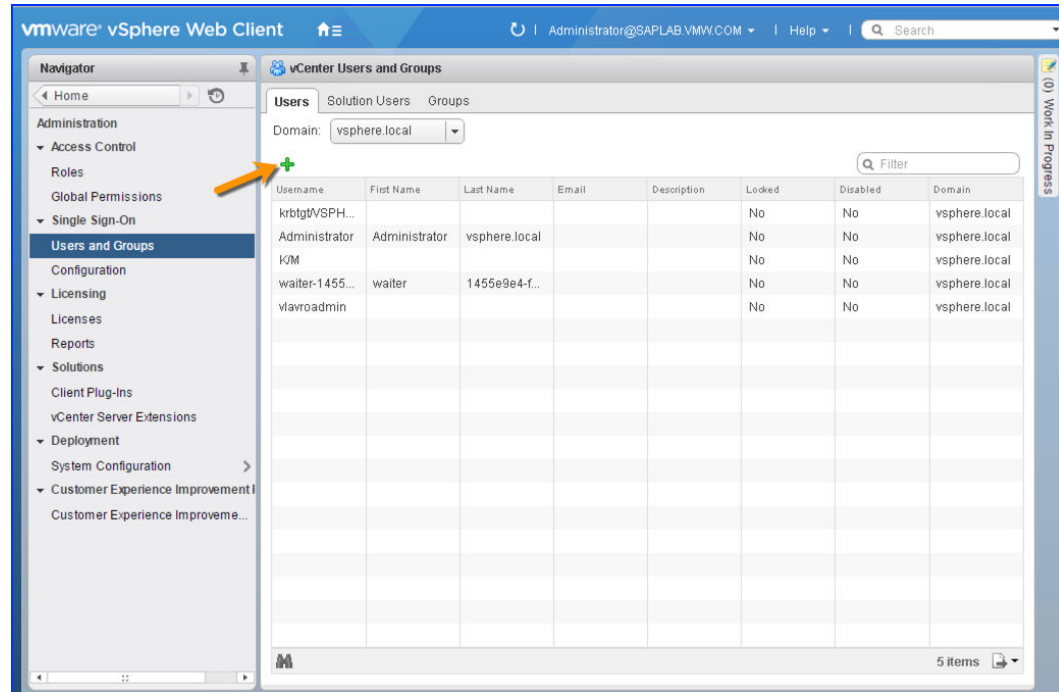 vmware® vSphere Web Client
Administrator@SAPLAB.VMW.COM | Help | Search
Navigator
Home
Administration
Access Control
Roles
Global Permissions
Single Sign-On
Users and Groups
Configuration
Licensing
Licenses
Reports
Solutions
Client Plug-Ins
vCenter Server Extensions
Deployment
System Configuration
Customer Experience Improvement
Customer Experience Improveme...
vCenter Users and Groups
Users Solution Users Groups
Domain: vsphere.local
Filter
Username First Name Last Name Email Description Locked Disabled Domain
krbtgt/VSPH... No No vsphere.local
Administrator Administrator vsphere.local No No vsphere.local
K/M No No vsphere.local
waiter-1455... waiter 1455e9e4-f... No No vsphere.local
vlavroadmin No No vsphere.local
5 items
(0) Work In Progress